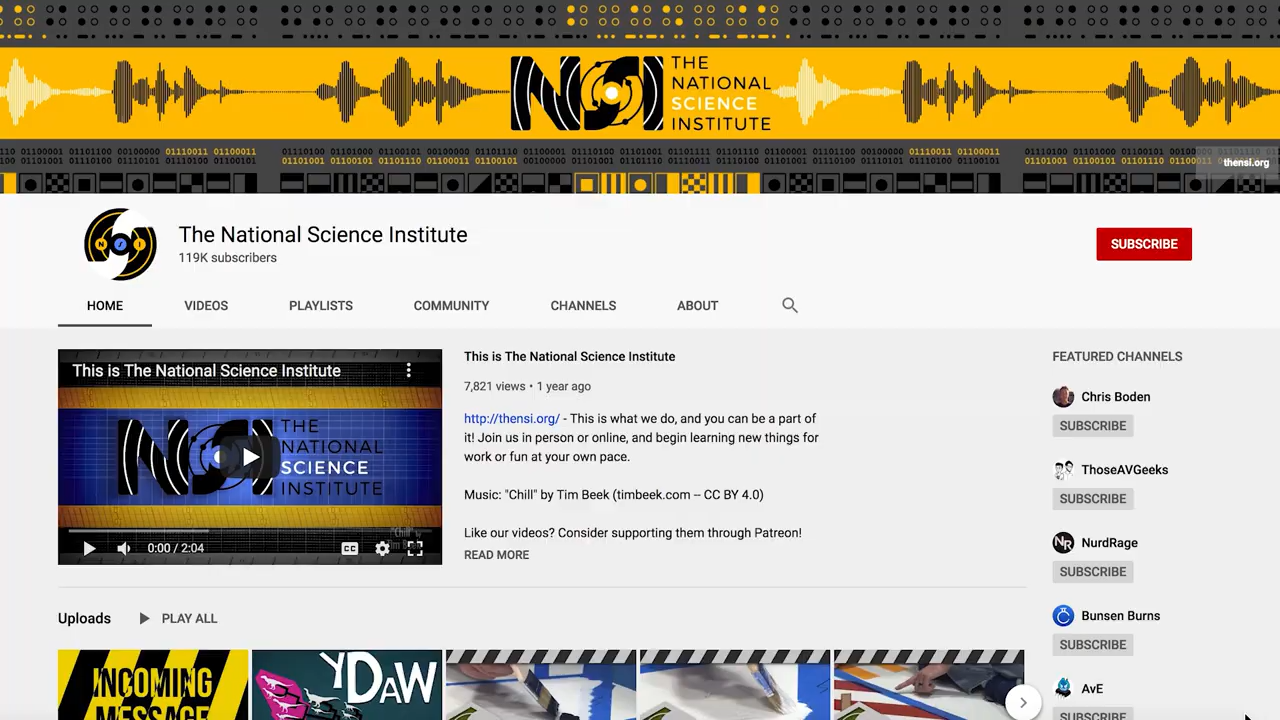 THE
NATIONAL
SCIENCE
INSTITUTE
thensi.org
The National Science Institute
119K subscribers
SUBSCRIBE
HOME VIDEOS PLAYLISTS COMMUNITY CHANNELS ABOUT
This is The National Science Institute
THE
NATIONAL
SCIENCE
INSTITUTE
0:00 / 2:04
CC
This is The National Science Institute
7,821 views • 1 year ago
http://thensi.org/ - This is what we do, and you can be a part of
it! Join us in person or online, and begin learning new things for
work or fun at your own pace.
Music: "Chill" by Tim Beek (timbeek.com – CC BY 4.0)
Like our videos? Consider supporting them through Patreon!
READ MORE
FEATURED CHANNELS
Chris Boden
SUBSCRIBE
ThoseAVGeeks
SUBSCRIBE
NurdRage
SUBSCRIBE
Bunsen Burns
SUBSCRIBE
AvE
SUBSCRIBE
Uploads PLAY ALL
INCOMING
MESSAGE
YDAW